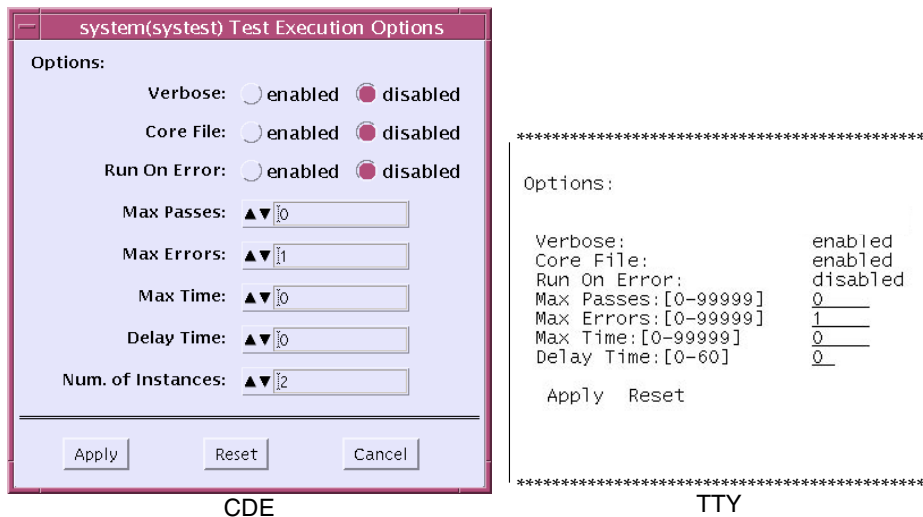 system(systest) Test Execution Options
Options:
Verbose: enabled disabled
Core File: enabled disabled
Run On Error: enabled disabled
Max Passes: 0
Max Errors: 1
Max Time: 0
Delay Time: 0
Num. of Instances: 2
Apply Reset Cancel
CDE
**********************************************
Options:
Verbose: enabled
Core File: enabled
Run On Error: disabled
Max Passes:[0-99999] 0
Max Errors:[0-99999] 1
Max Time:[0-99999] 0
Delay Time:[0-60] 0
Apply Reset
**********************************************
TTY